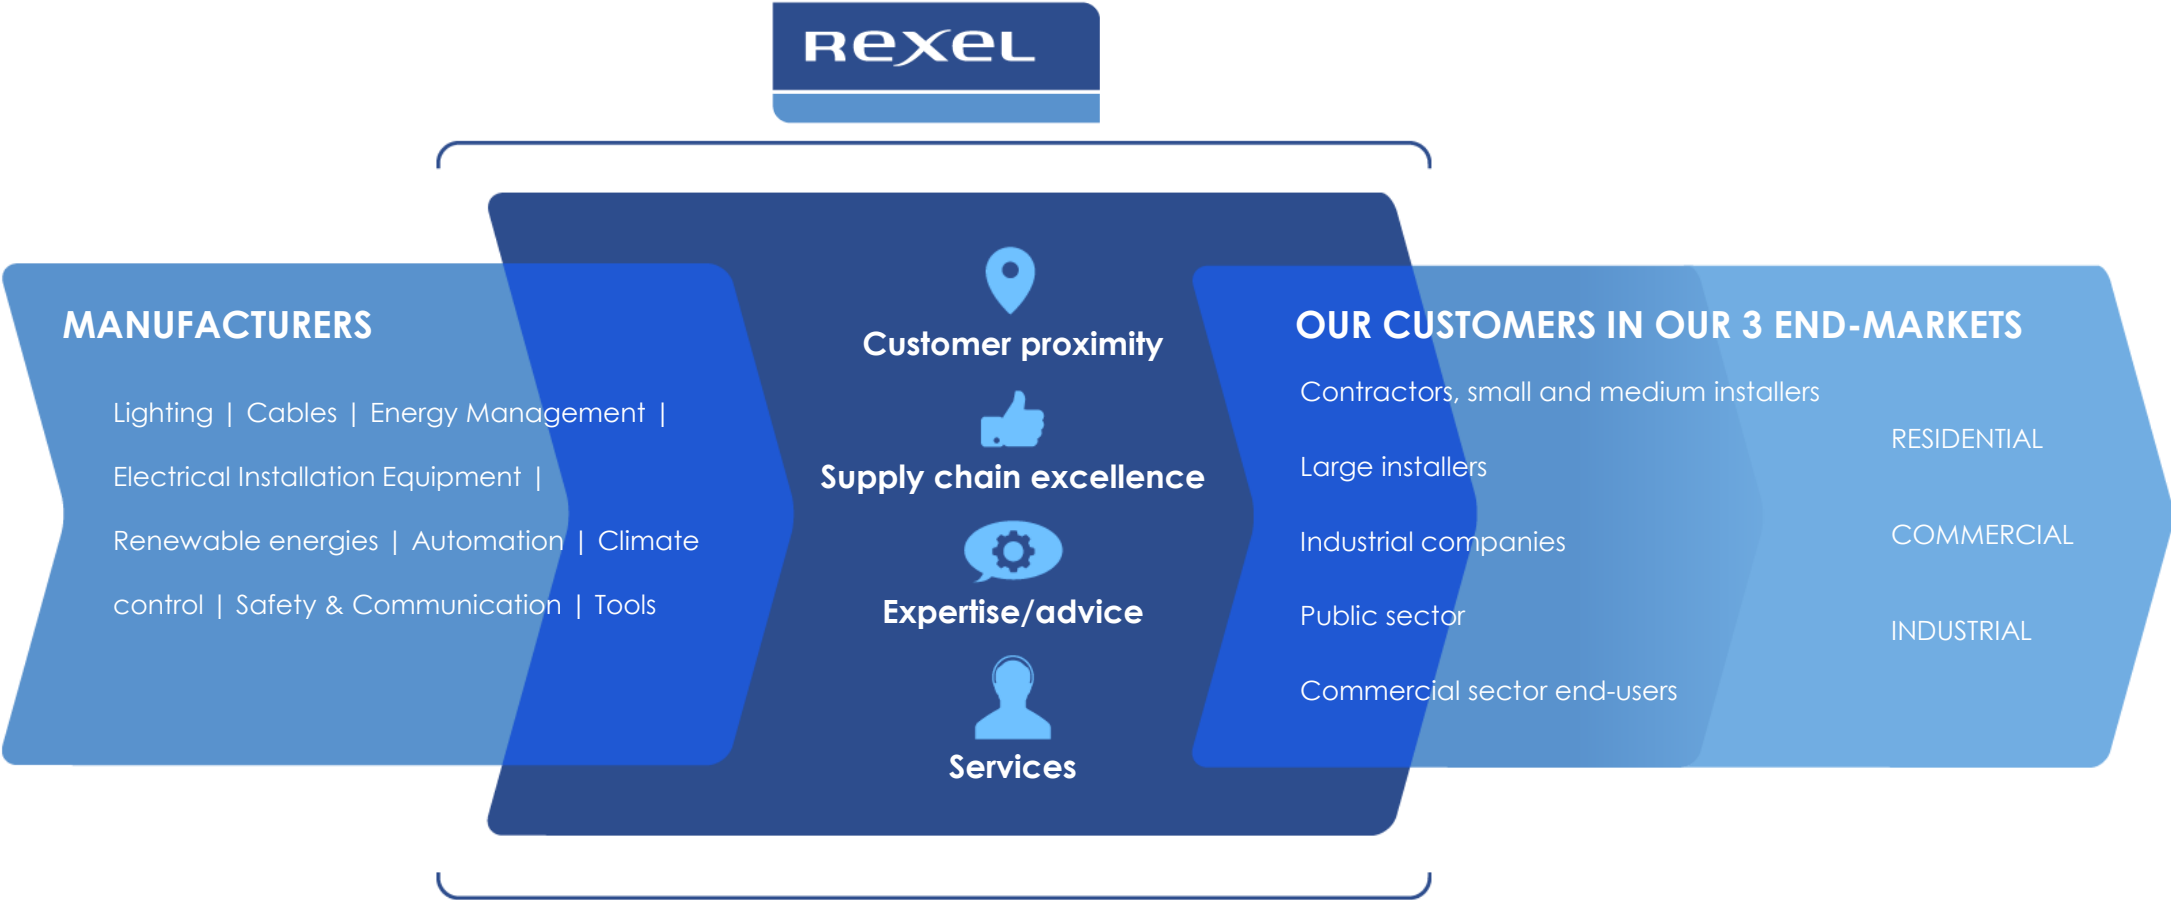 Rexel
MANUFACTURERS
Lighting | Cables | Energy Management |
Electrical Installation Equipment |
Renewable energies | Automation | Climate
control | Safety & Communication | Tools
Customer proximity
Supply chain excellence
Expertise/advice
Services
OUR CUSTOMERS IN OUR 3 END-MARKETS
Contractors, small and medium installers
Large installers
Industrial companies
Public sector
Commercial sector end-users
RESIDENTIAL
COMMERCIAL
INDUSTRIAL